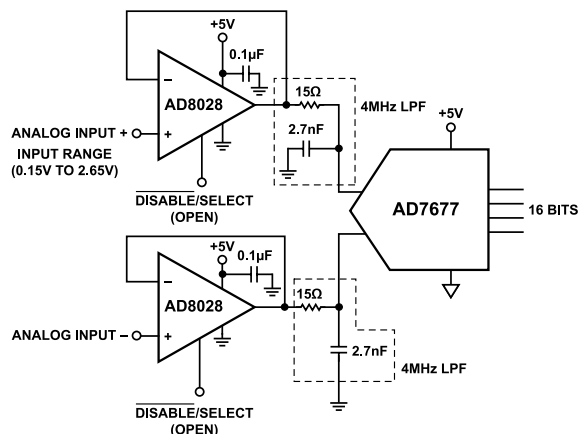 +5V
0.1µF
−
AD8028
+
ANALOG INPUT +
INPUT RANGE
(0.15V TO 2.65V)
DISABLE/SELECT
(OPEN)
15Ω
4MHz LPF
2.7nF
+5V
AD7677
16 BITS
+5V
0.1µF
−
AD8028
+
ANALOG INPUT −
DISABLE/SELECT
(OPEN)
15Ω
2.7nF
4MHz LPF